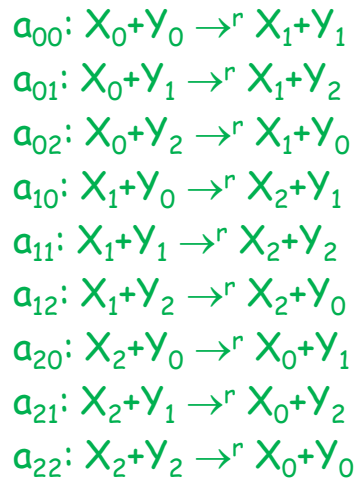 a₀₀: X₀+Y₀ →ʳ X₁+Y₁
a₀₁: X₀+Y₁ →ʳ X₁+Y₂
a₀₂: X₀+Y₂ →ʳ X₁+Y₀
a₁₀: X₁+Y₀ →ʳ X₂+Y₁
a₁₁: X₁+Y₁ →ʳ X₂+Y₂
a₁₂: X₁+Y₂ →ʳ X₂+Y₀
a₂₀: X₂+Y₀ →ʳ X₀+Y₁
a₂₁: X₂+Y₁ →ʳ X₀+Y₂
a₂₂: X₂+Y₂ →ʳ X₀+Y₀